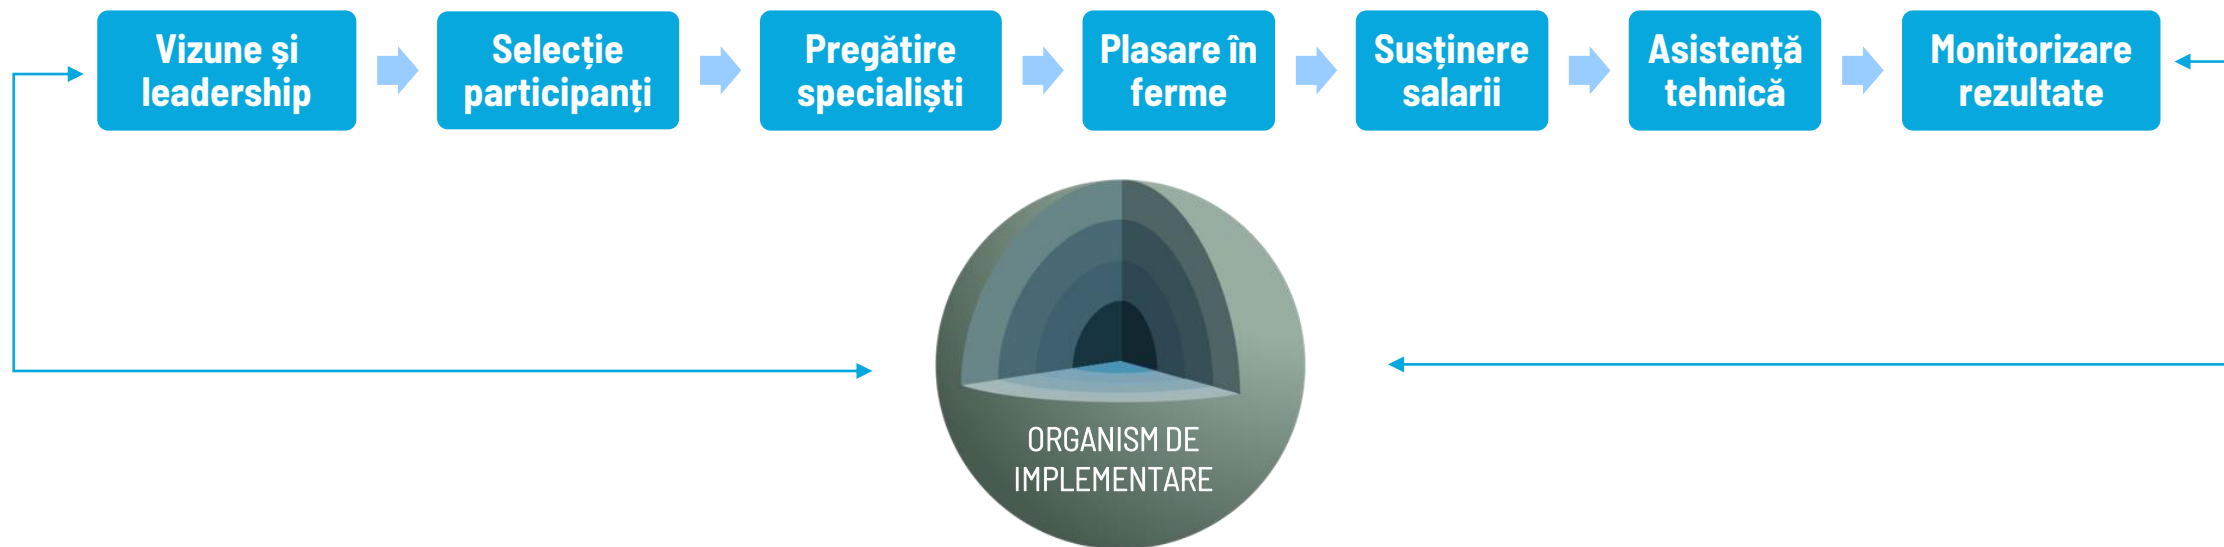 Vizune și
leadership
Selecție
participanți
Pregătire
specialiști
Plasare în
ferme
Susținere
salarii
Asistență
tehnică
Monitorizare
rezultate
ORGANISM DE
IMPLEMENTARE